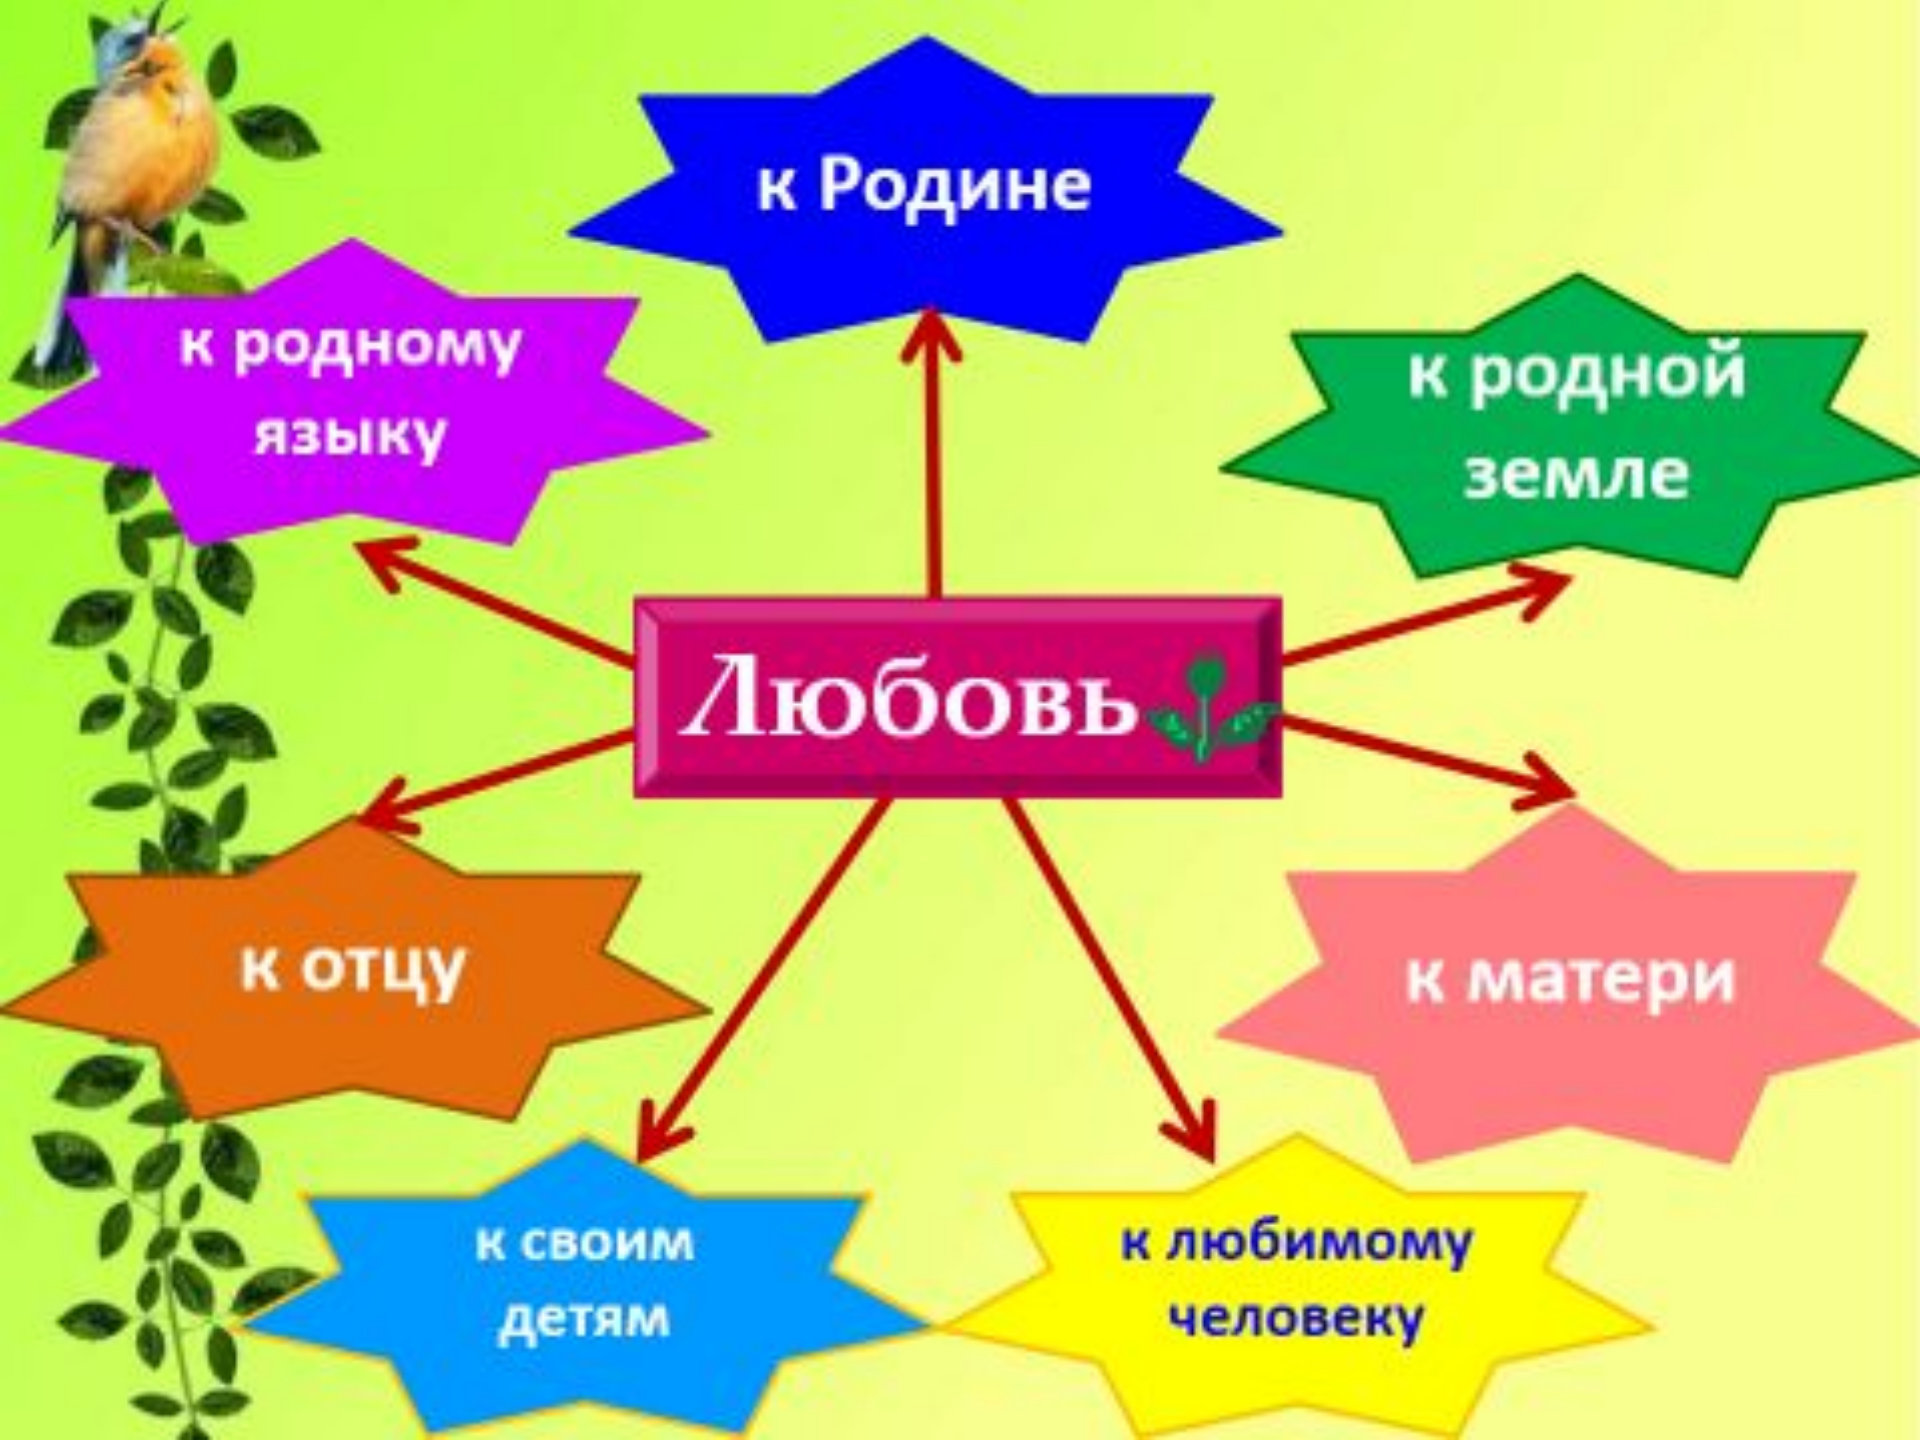 к Родине
к родному
языку
к родной
земле
Любовь
к отцу
к матери
к своим
детям
к любимому
человеку